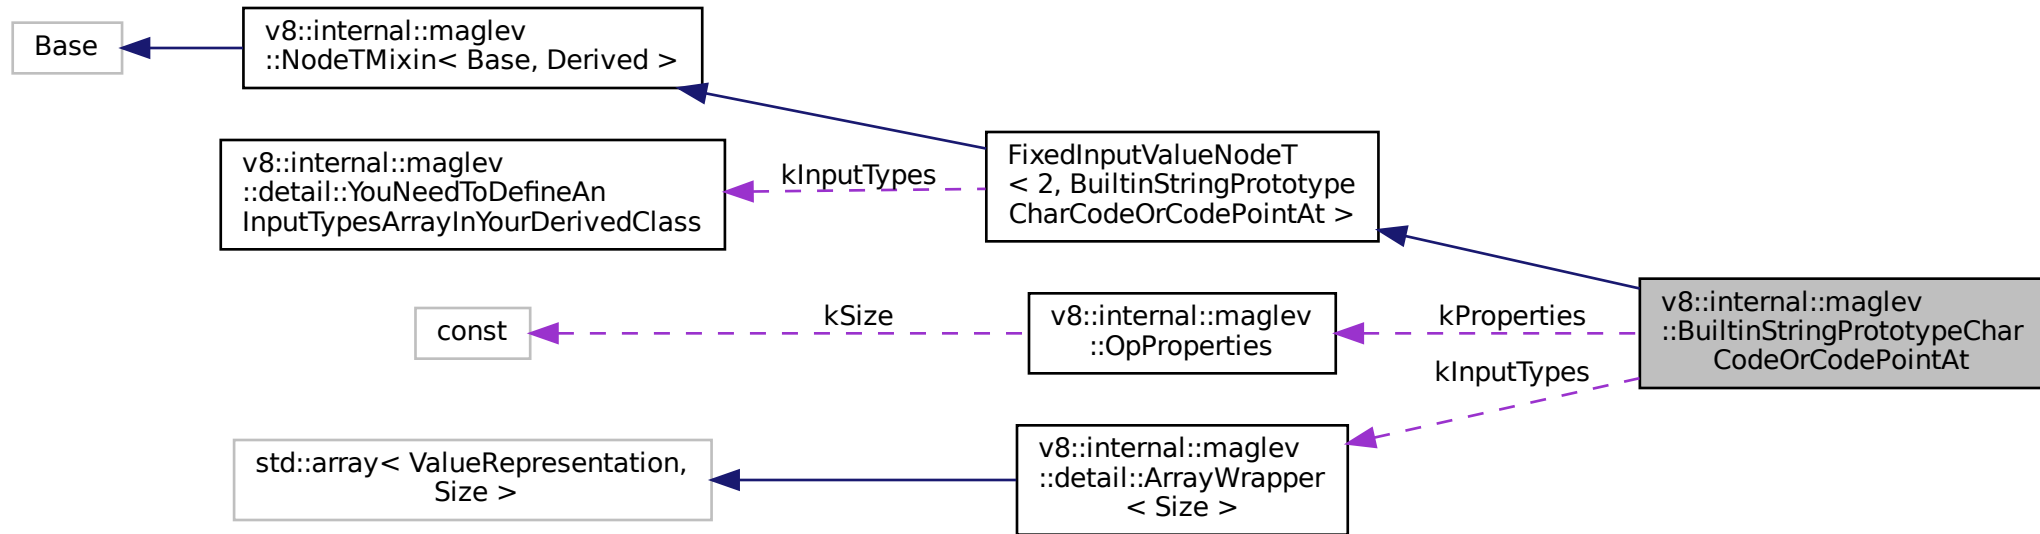 Base
v8::internal::maglev
::NodeTMixin< Base, Derived >
v8::internal::maglev
::detail::YouNeedToDefineAn
InputTypesArrayInYourDerivedClass
kInputTypes
FixedInputValueNodeT
< 2, BuiltinStringPrototype
CharCodeOrCodePointAt >
const
kSize
v8::internal::maglev
::OpProperties
kProperties
kInputTypes
v8::internal::maglev
::BuiltinStringPrototypeChar
CodeOrCodePointAt
std::array< ValueRepresentation,
Size >
v8::internal::maglev
::detail::ArrayWrapper
< Size >